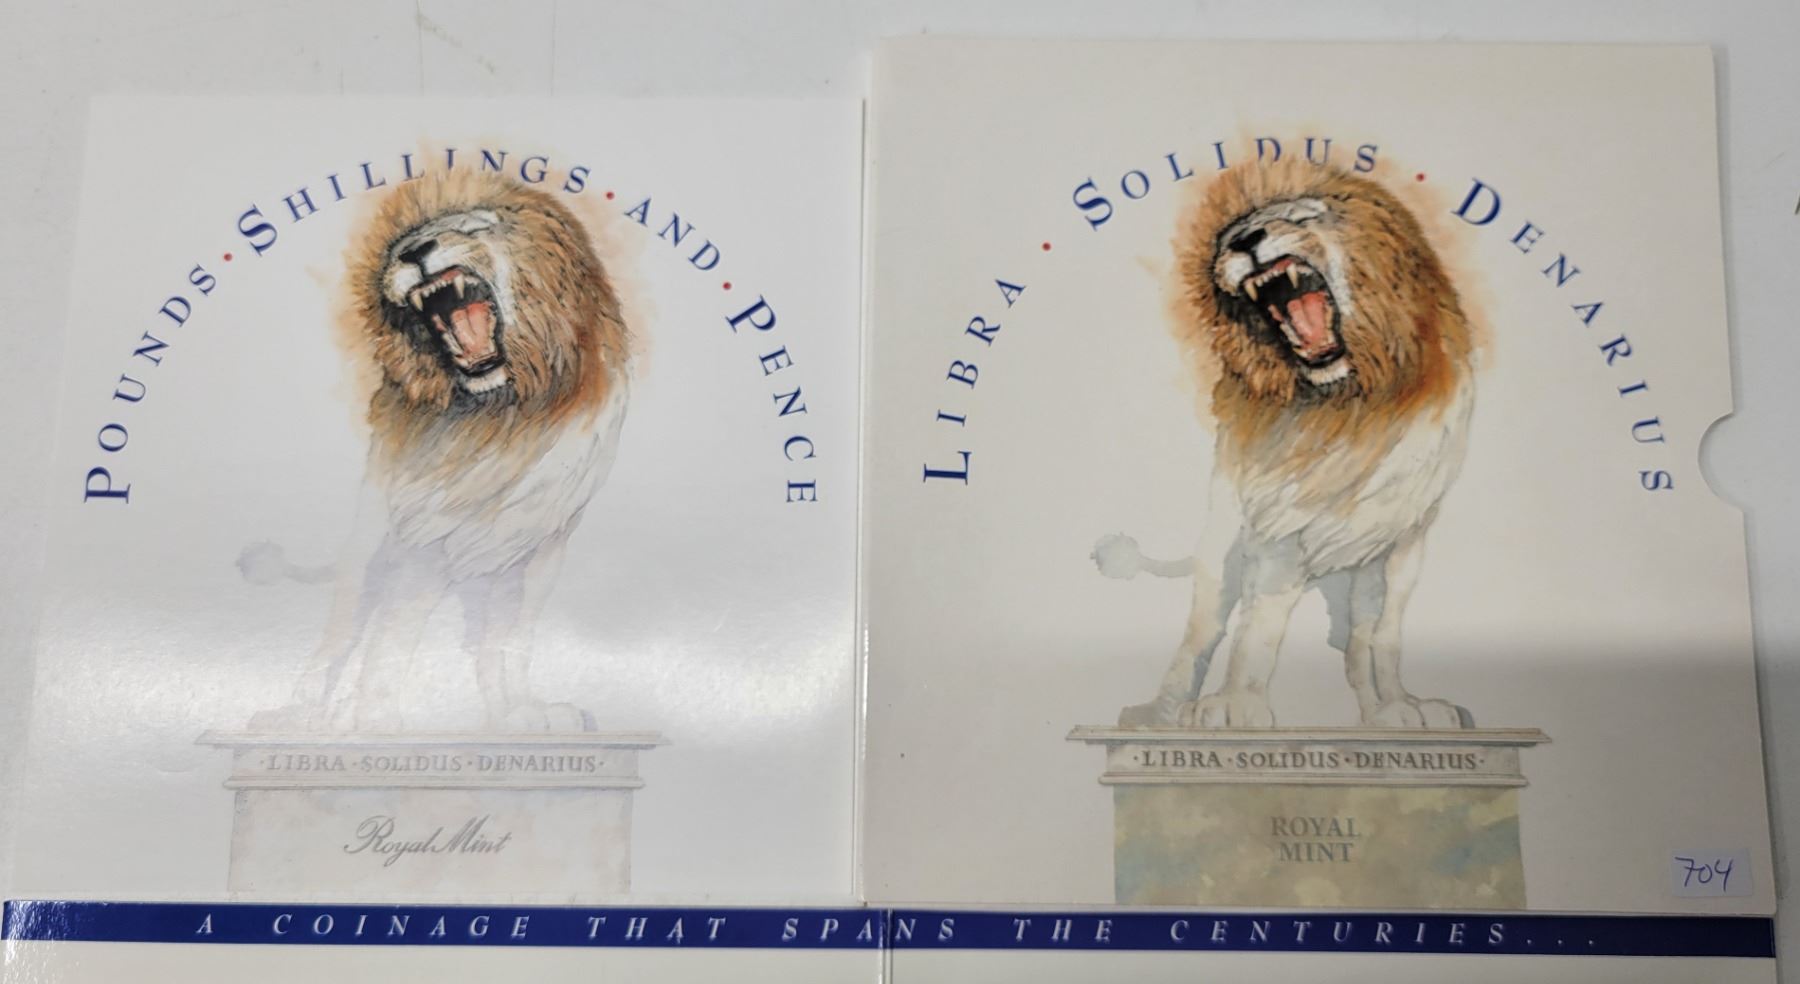 POUNDS · SHILLINGS · AND · PENCE
·LIBRA·SOLIDUS·DENARIUS·
Royal Mint
LIBRA · SOLIDUS · DENARIUS
·LIBRA·SOLIDUS·DENARIUS·
ROYAL
MINT
704
A COINAGE THAT SPANS THE CENTURIES...